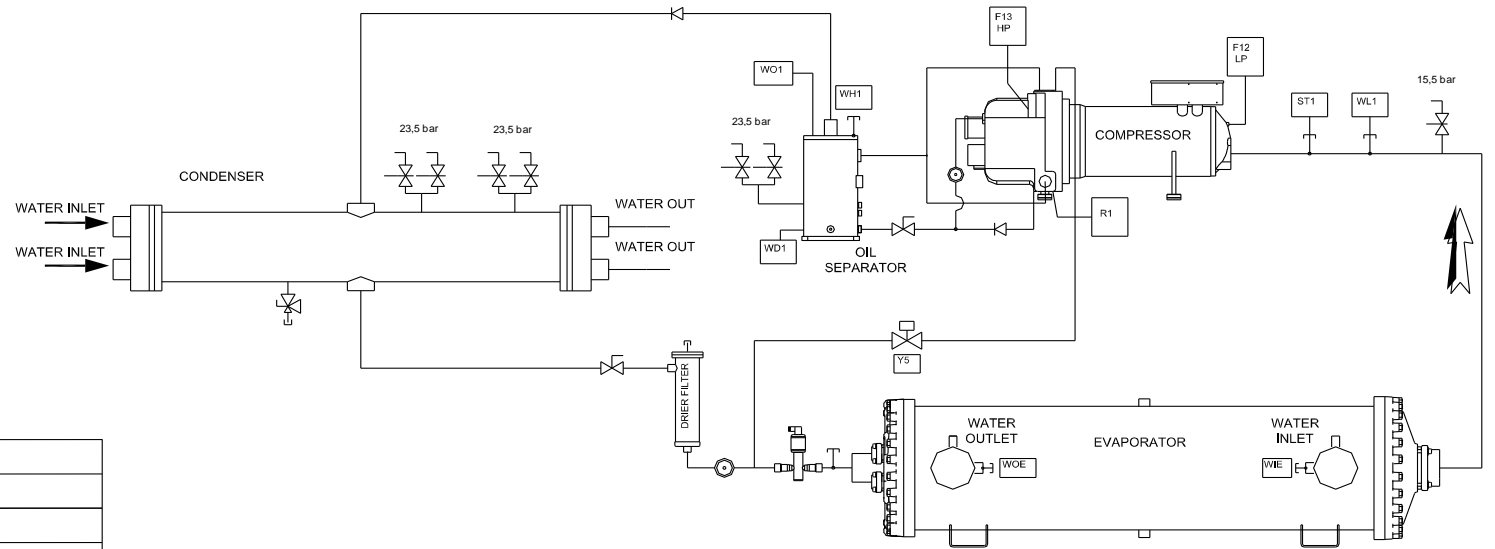 F13
HP
F12
LP
WO1
WH1
ST1
WL1
15,5 bar
23,5 bar
23,5 bar
23,5 bar
COMPRESSOR
CONDENSER
WATER INLET
WATER OUT
R1
WATER INLET
WATER OUT
WD1
OIL
SEPARATOR
Y5
DRIER FILTER
WATER
OUTLET
EVAPORATOR
WATER
INLET
WOE
WIE